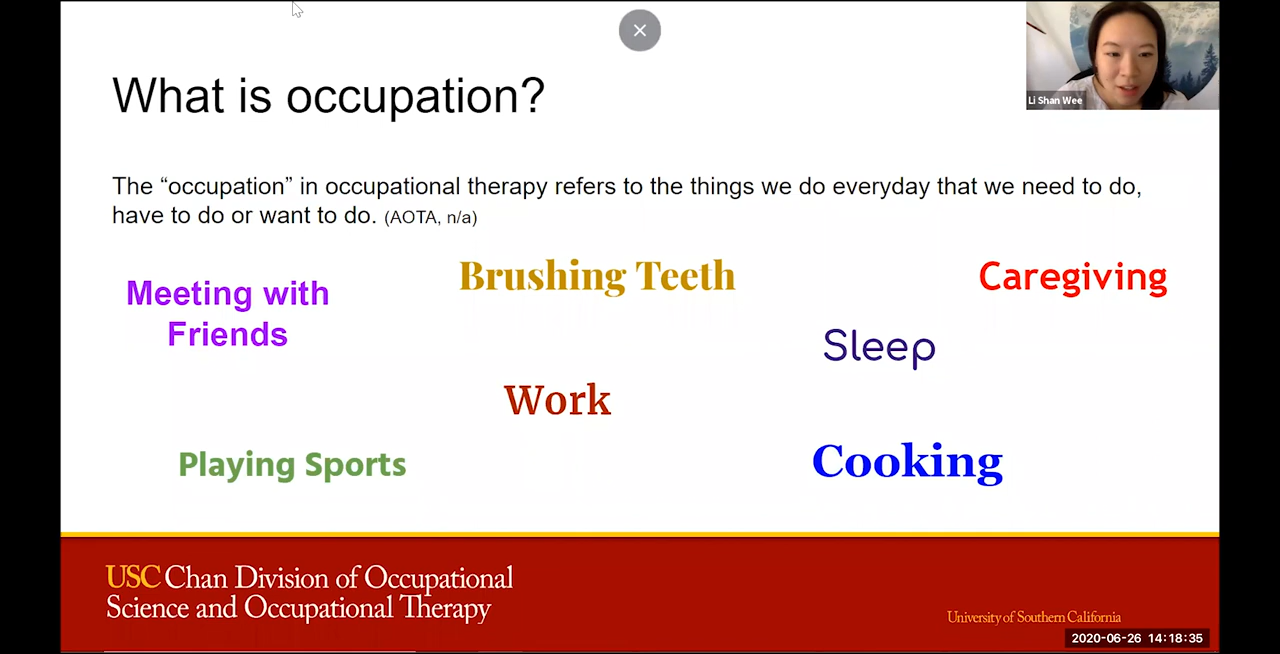 What is occupation?
Li Shan Wee
The “occupation” in occupational therapy refers to the things we do everyday that we need to do,
have to do or want to do. (AOTA, n/a)
Meeting with
Friends
Brushing Teeth
Caregiving
Sleep
Work
Playing Sports
Cooking
USC Chan Division of Occupational
Science and Occupational Therapy
University of Southern California
2020-06-26 14:18:35